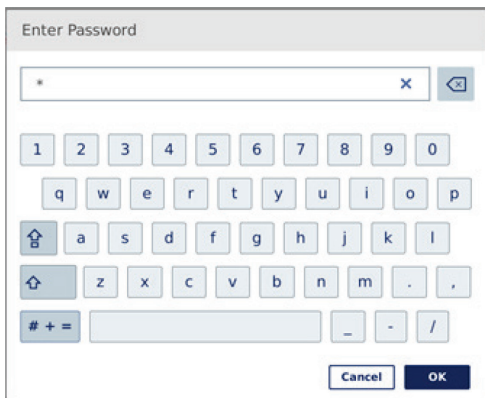 Enter Password
*
1 2 3 4 5 6 7 8 9 0
q w e r t y u i o p
a s d f g h j k l
z x c v b n m . ,
# + = _ - /
Cancel OK